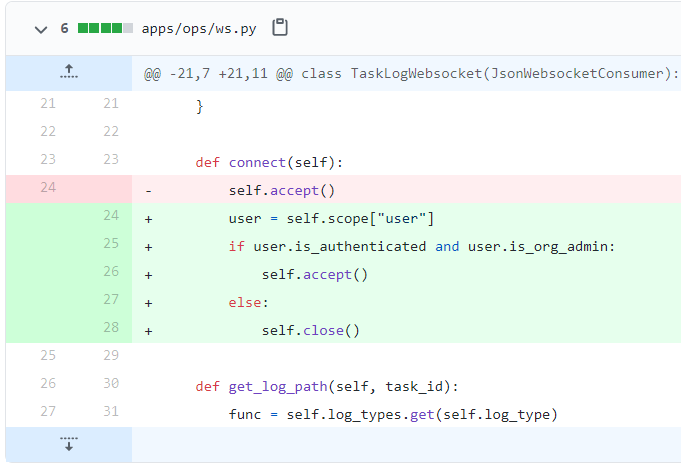 6 apps/ops/ws.py
@@ -21,7 +21,11 @@ class TaskLogWebsocket(JsonWebsocketConsumer):
21 21 }
22 22
23 23 def connect(self):
24 - self.accept()
24 + user = self.scope["user"]
25 + if user.is_authenticated and user.is_org_admin:
26 + self.accept()
27 + else:
28 + self.close()
25 29
26 30 def get_log_path(self, task_id):
27 31 func = self.log_types.get(self.log_type)